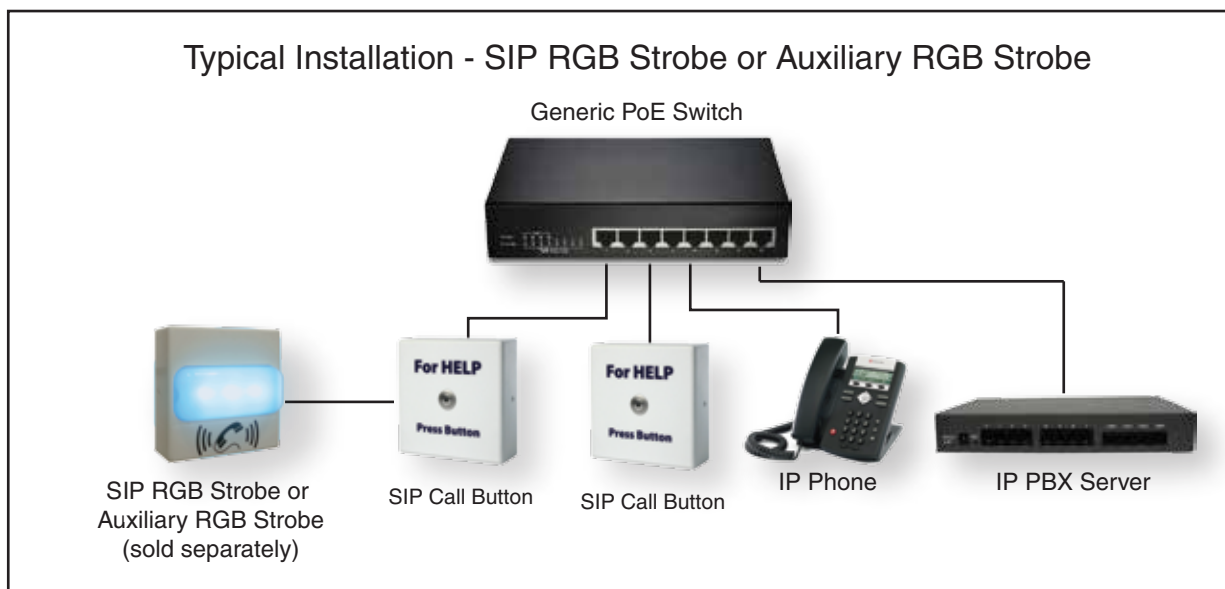 Typical Installation - SIP RGB Strobe or Auxiliary RGB Strobe
Generic PoE Switch
For HELP
Press Button
For HELP
Press Button
SIP RGB Strobe or
Auxiliary RGB Strobe
(sold separately)
SIP Call Button
SIP Call Button
IP Phone
IP PBX Server